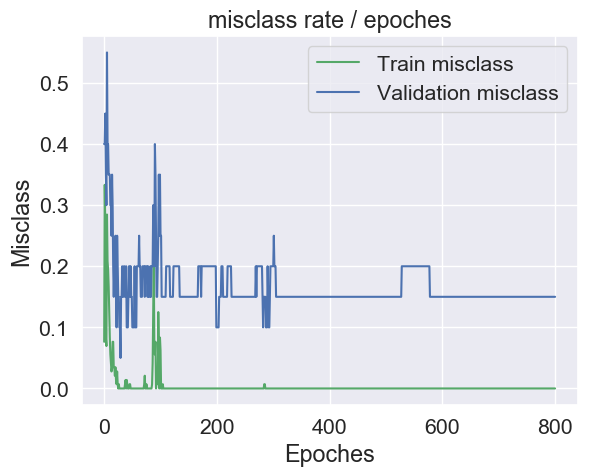 misclass rate / epoches
Train misclass
Validation misclass
0.5
0.4
0.3
0.2
0.1
0.0
Misclass
0
200
400
600
800
Epoches